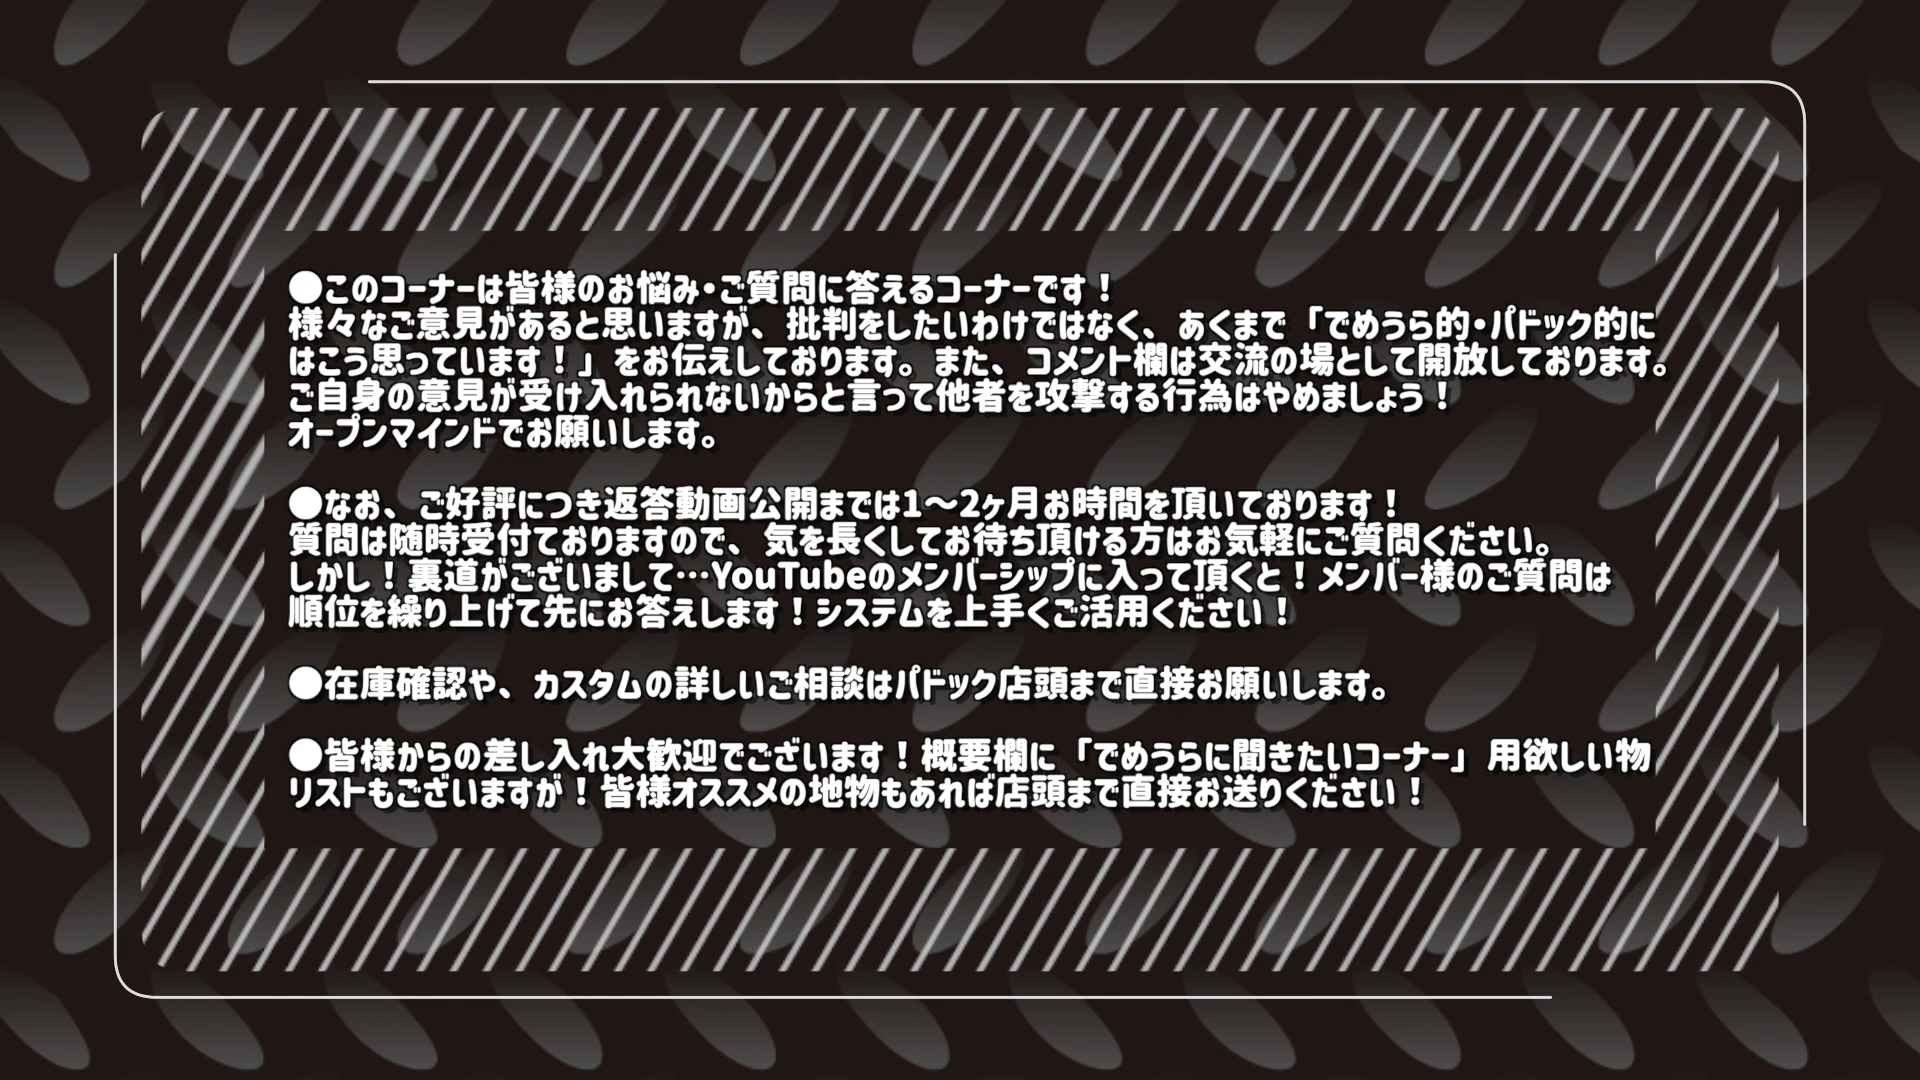 ●このコーナーは皆様のお悩み・ご質問に答えるコーナーです！
様々なご意見があると思いますが、批判をしたいわけではなく、あくまで「でめうら的・パドック的に
はこう思っています！」をお伝えしております。また、コメント欄は交流の場として開放しております。
ご自身の意見が受け入れられないからと言って他者を攻撃する行為はやめましょう！
オープンマインドでお願いします。
●なお、ご好評につき返答動画公開までは1〜2ヶ月お時間を頂いております！
質問は随時受付ておりますので、気を長くしてお待ち頂ける方はお気軽にご質問ください。
しかし！裏道がございまして…YouTubeのメンバーシップに入って頂くと！メンバー様のご質問は
順位を繰り上げて先にお答えします！システムを上手くご活用ください！
●在庫確認や、カスタムの詳しいご相談はパドック店頭まで直接お願いします。
●皆様からの差し入れ大歓迎でございます！概要欄に「でめうらに聞きたいコーナー」用欲しい物
リストもございますが！皆様オススメの地物もあれば店頭まで直接お送りください！